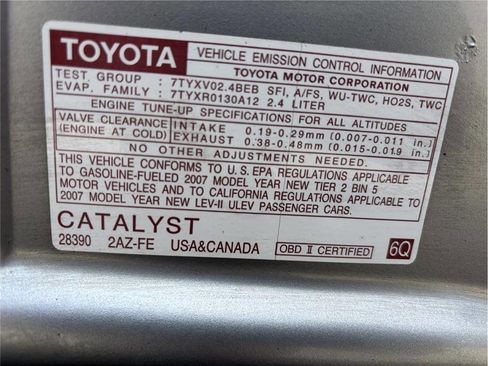 TOYOTA VEHICLE EMISSION CONTROL INFORMATION
TOYOTA MOTOR CORPORATION
TEST GROUP : 7TYXV02.4BEB SFI, A/FS, WU-TWC, HO2S, TWC
EVAP. FAMILY : 7TYXR0130A12 2.4 LITER
ENGINE TUNE-UP SPECIFICATIONS FOR ALL ALTITUDES
VALVE CLEARANCE INTAKE 0.19-0.29mm (0.007-0.011 in.)
(ENGINE AT COLD) EXHAUST 0.38-0.48mm (0.015-0.019 in.)
NO OTHER ADJUSTMENTS NEEDED.
THIS VEHICLE CONFORMS TO U.S.EPA REGULATIONS APPLICABLE
TO GASOLINE-FUELED 2007 MODEL YEAR NEW TIER 2 BIN 5
MOTOR VEHICLES AND TO CALIFORNIA REGULATIONS APPLICABLE TO
2007 MODEL YEAR NEW LEV-II ULEV PASSENGER CARS.
CATALYST
28390 2AZ-FE USA&CANADA OBD II CERTIFIED 6Q